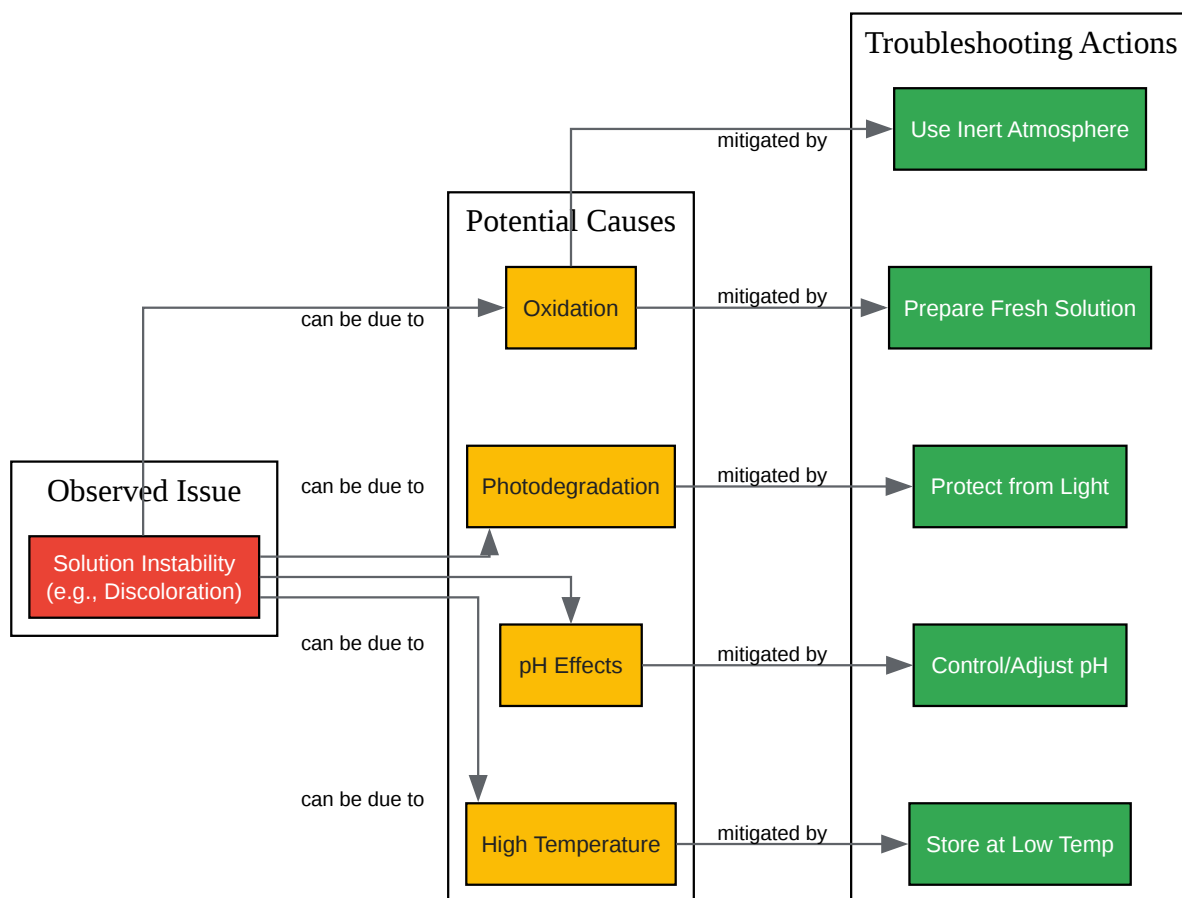 Troubleshooting Actions
Use Inert Atmosphere
mitigated by
Potential Causes
Oxidation
mitigated by
Prepare Fresh Solution
can be due to
Observed Issue
can be due to
Photodegradation
mitigated by
Protect from Light
Solution Instability
(e.g., Discoloration)
can be due to
pH Effects
mitigated by
Control/Adjust pH
can be due to
High Temperature
mitigated by
Store at Low Temp